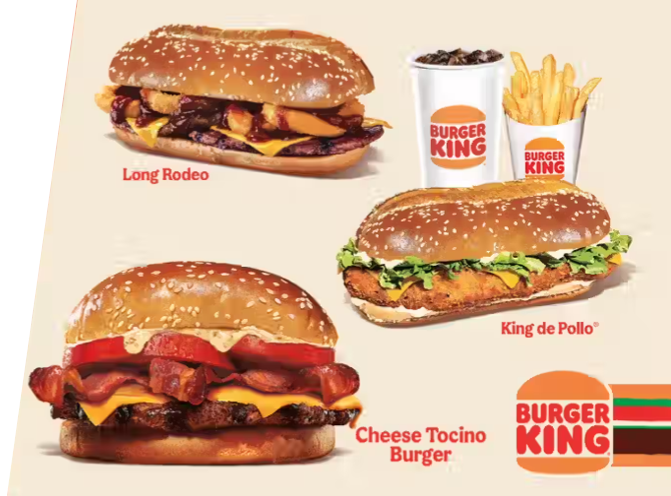 BURGER
KING
BURGER
KING
Long Rodeo
King de Pollo®
Cheese Tocino
Burger
BURGER
KING